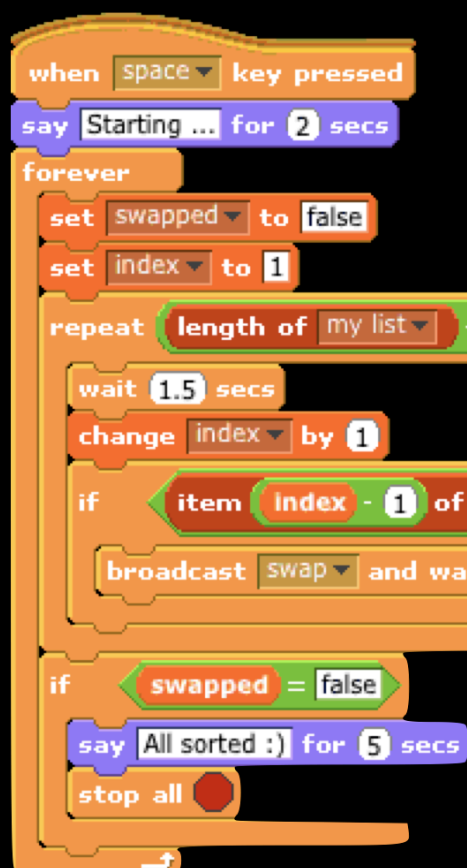 when space key pressed
say Starting ... for 2 secs
forever
set swapped to false
set index to 1
repeat length of my list
wait 1.5 secs
change index by 1
if item index - 1 of
broadcast swap and wa
if swapped = false
say All sorted :) for 5 secs
stop all